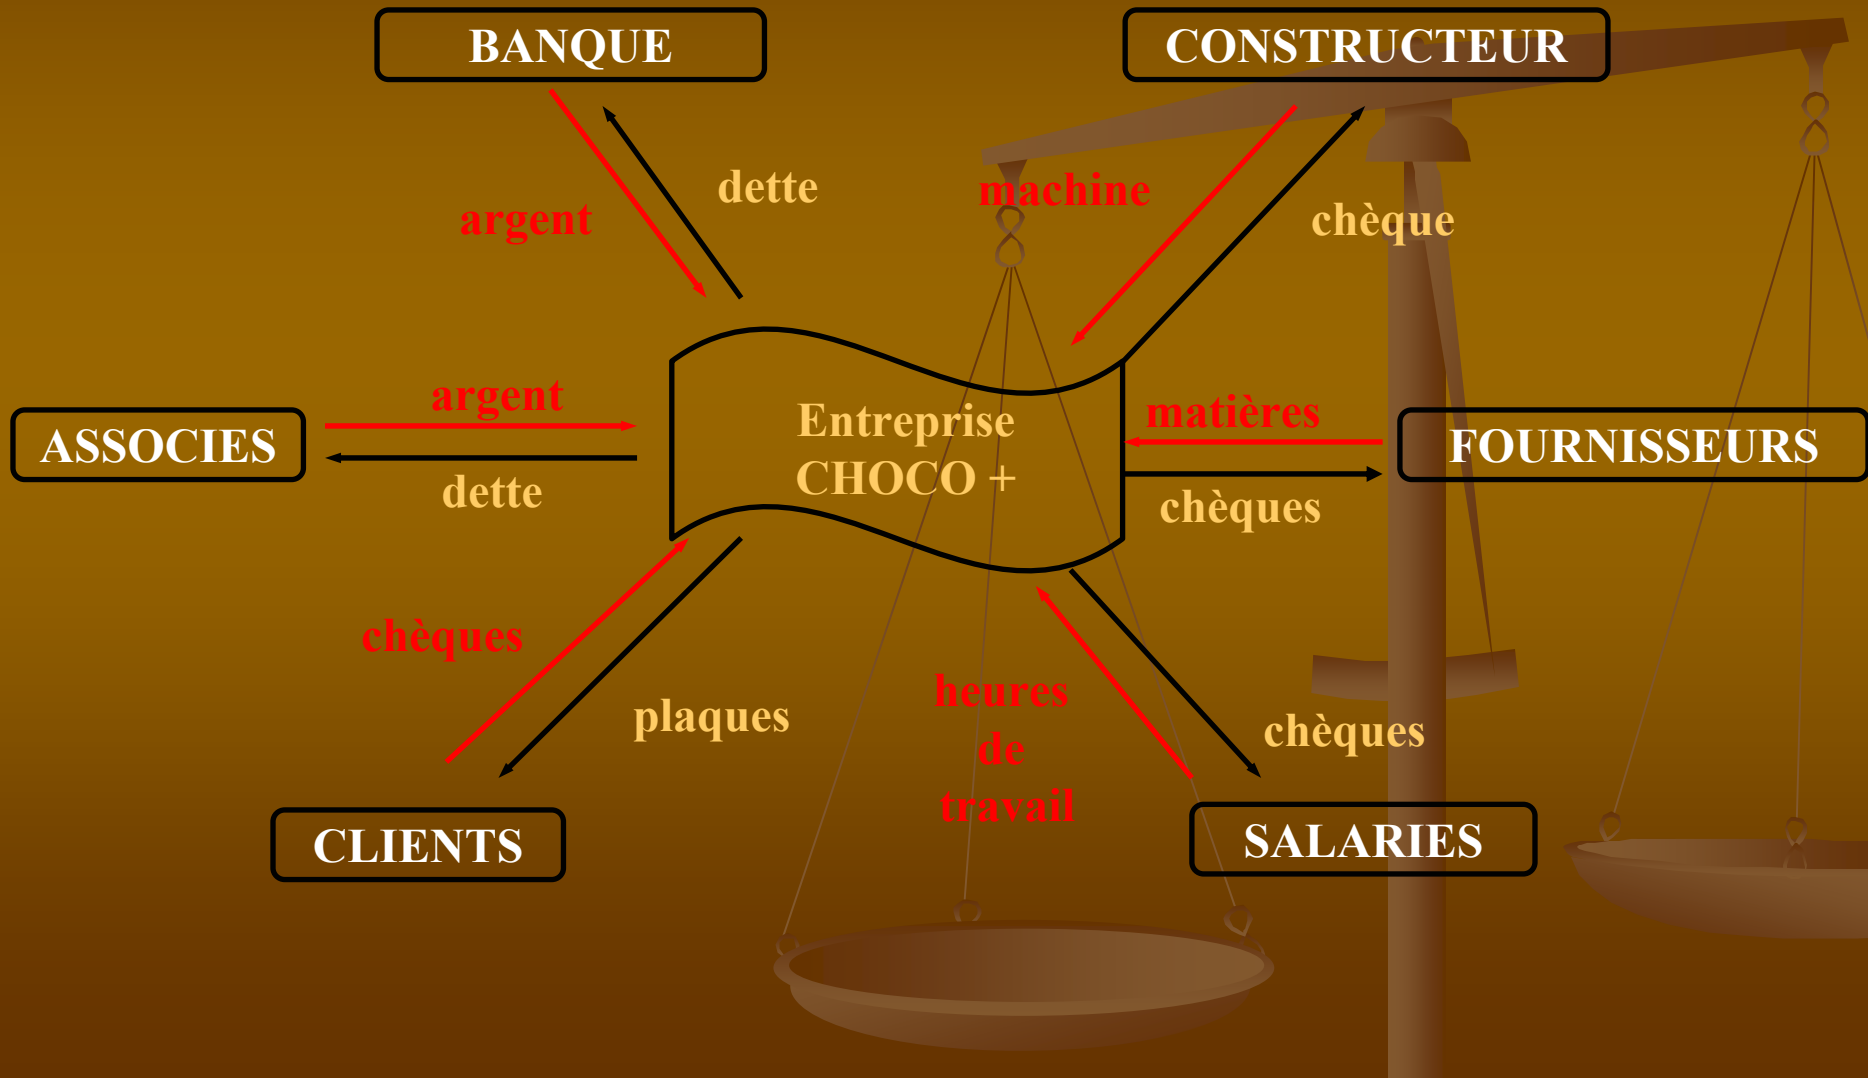 BANQUE
CONSTRUCTEUR
dette
machine
argent
chèque
argent
Entreprise
CHOCO +
matières
ASSOCIES
FOURNISSEURS
dette
chèques
chèques
heures
de
travail
plaques
chèques
CLIENTS
SALARIES